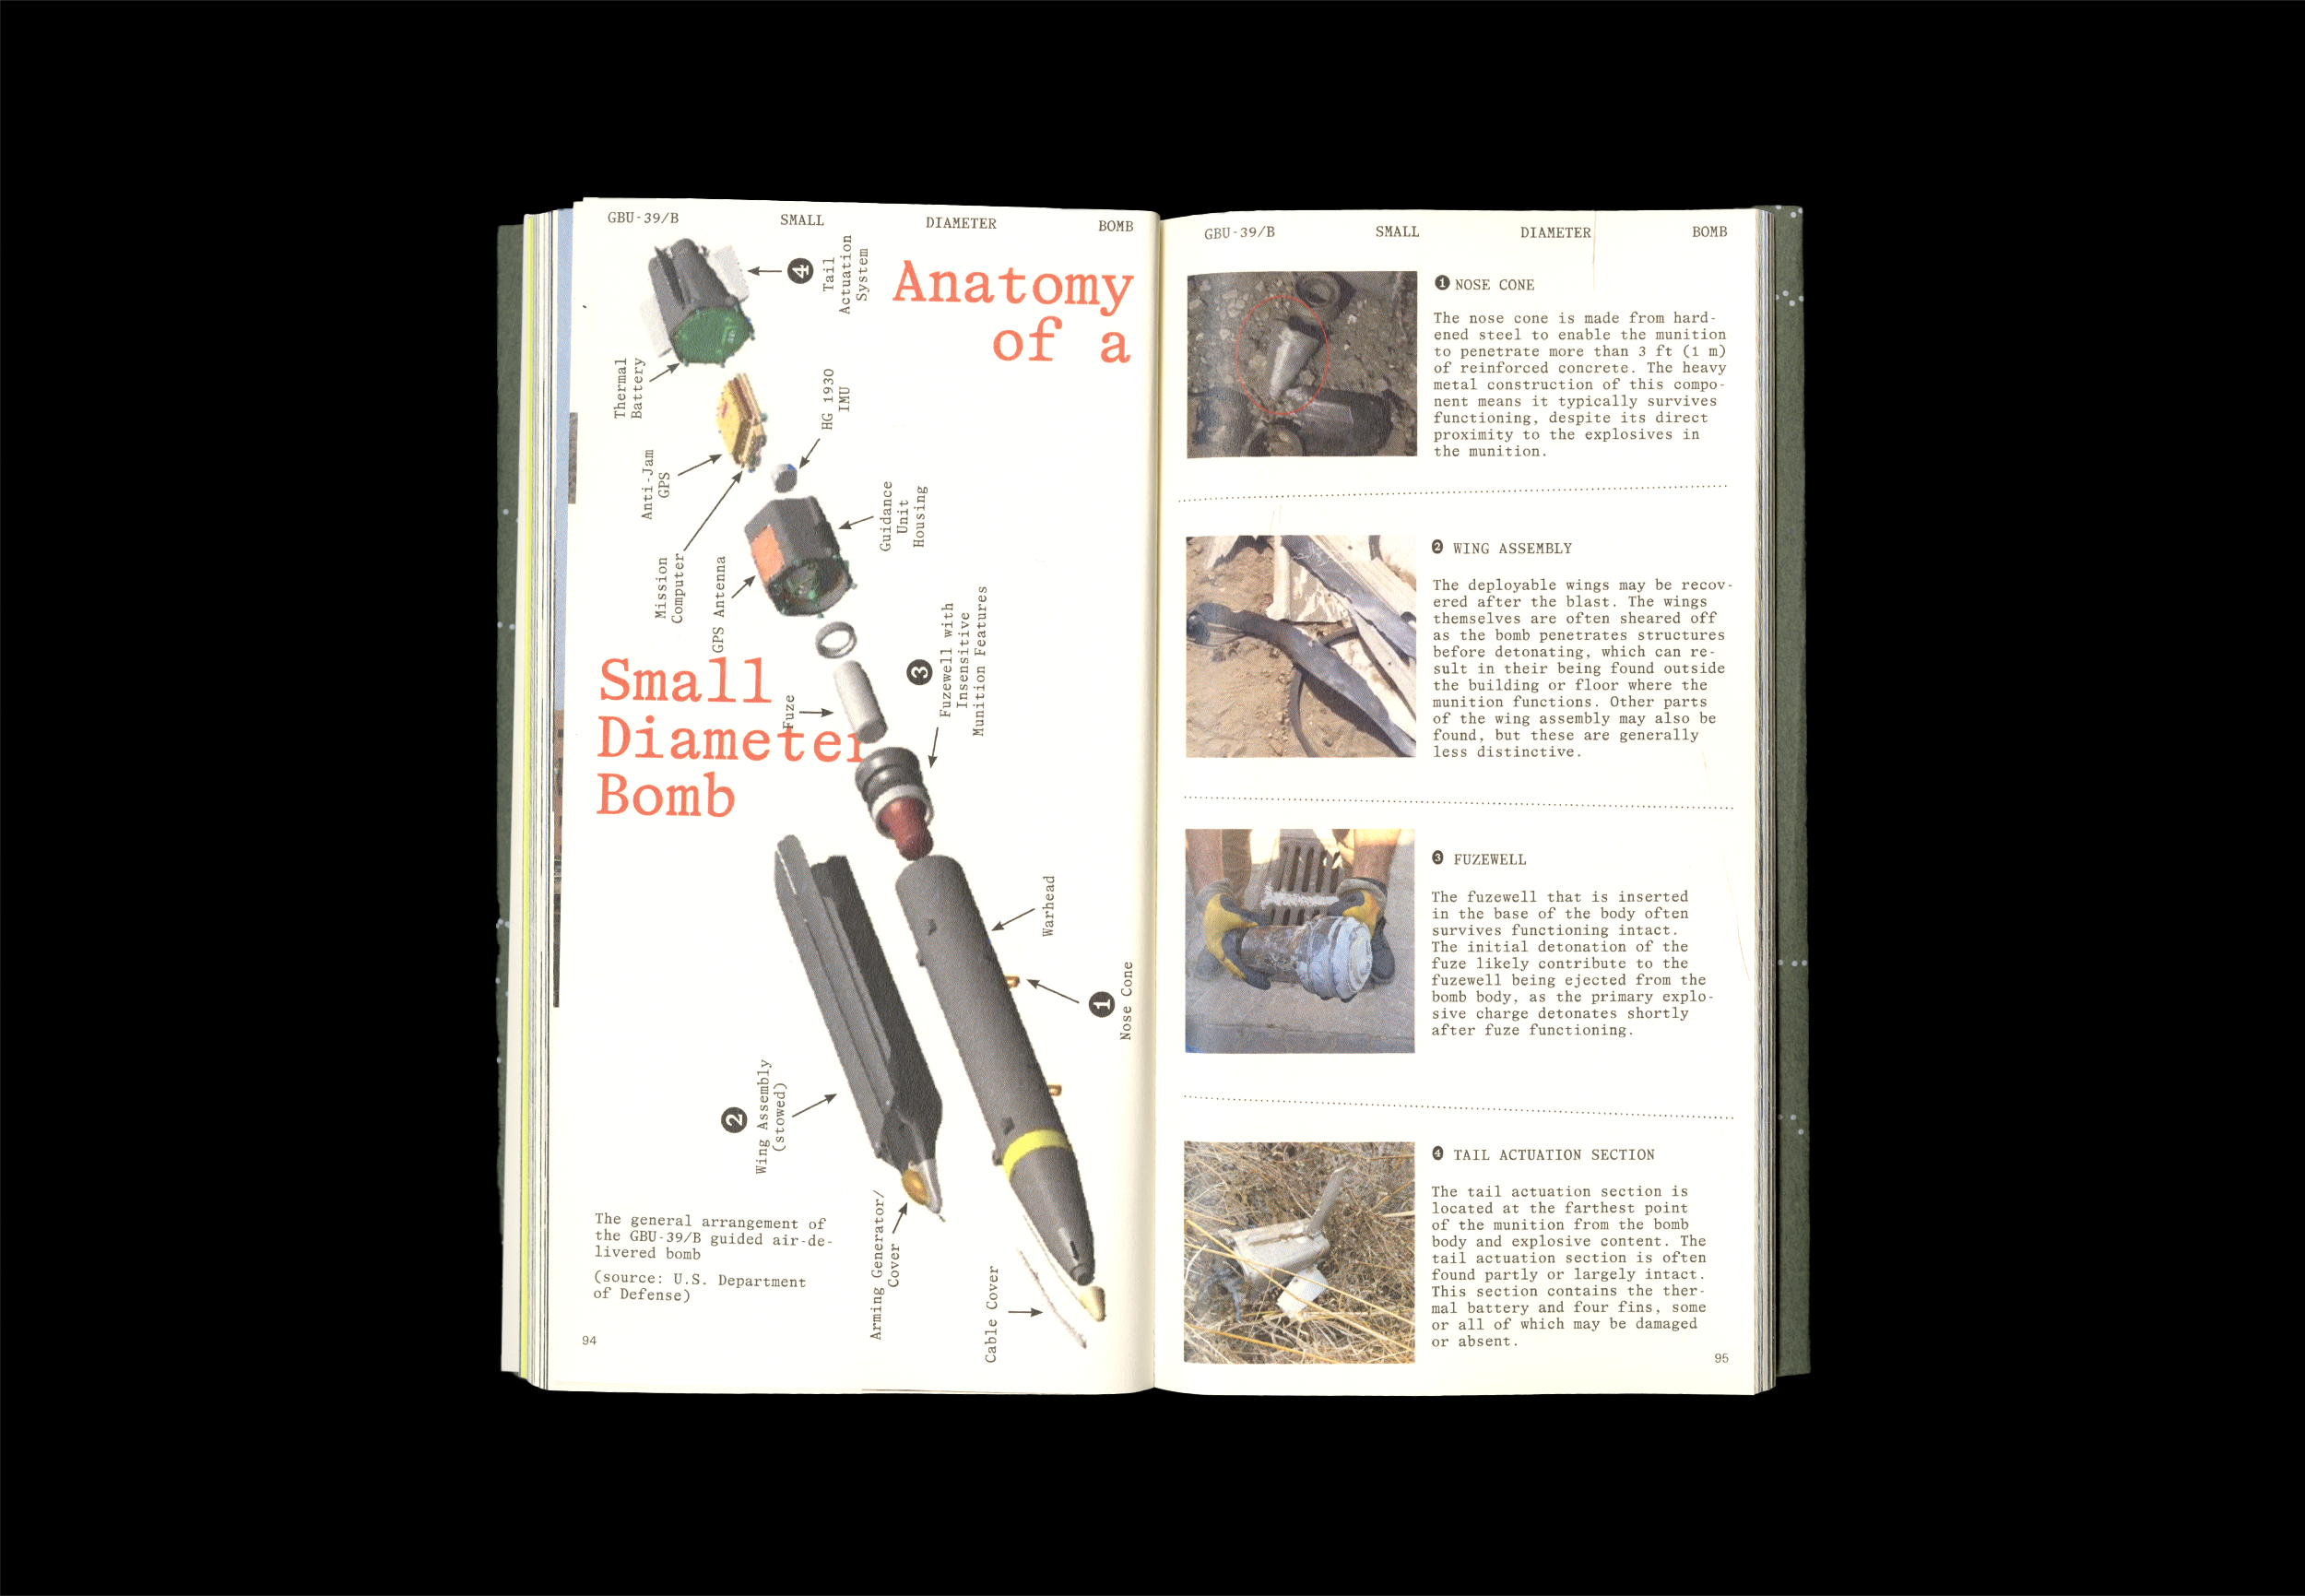 GBU-39/B SMALL DIAMETER BOMB
Anatomy
of a
4
Tail
Actuation
System
Thermal
Battery
HG 1930
IMU
Anti-Jam
GPS
Guidance
Unit
Housing
Mission
Computer
GPS Antenna
3
Fuzewell with
Insensitive
Munition Features
Small
Diameter
Bomb
Fuze
Warhead
1
Nose Cone
2
Wing Assembly
(stowed)
Arming Generator/
Cover
Cable Cover
The general arrangement of
the GBU-39/B guided air-de-
livered bomb
(source: U.S. Department
of Defense)
94
GBU-39/B SMALL DIAMETER BOMB
1 NOSE CONE
The nose cone is made from hard-
ened steel to enable the munition
to penetrate more than 3 ft (1 m)
of reinforced concrete. The heavy
metal construction of this compo-
nent means it typically survives
functioning, despite its direct
proximity to the explosives in
the munition.
2 WING ASSEMBLY
The deployable wings may be recov-
ered after the blast. The wings
themselves are often sheared off
as the bomb penetrates structures
before detonating, which can re-
sult in their being found outside
the building or floor where the
munition functions. Other parts
of the wing assembly may also be
found, but these are generally
less distinctive.
3 FUZEWELL
The fuzewell that is inserted
in the base of the body often
survives functioning intact.
The initial detonation of the
fuze likely contribute to the
fuzewell being ejected from the
bomb body, as the primary explo-
sive charge detonates shortly
after fuze functioning.
4 TAIL ACTUATION SECTION
The tail actuation section is
located at the farthest point
of the munition from the bomb
body and explosive content. The
tail actuation section is often
found partly or largely intact.
This section contains the ther-
mal battery and four fins, some
or all of which may be damaged
or absent.
95